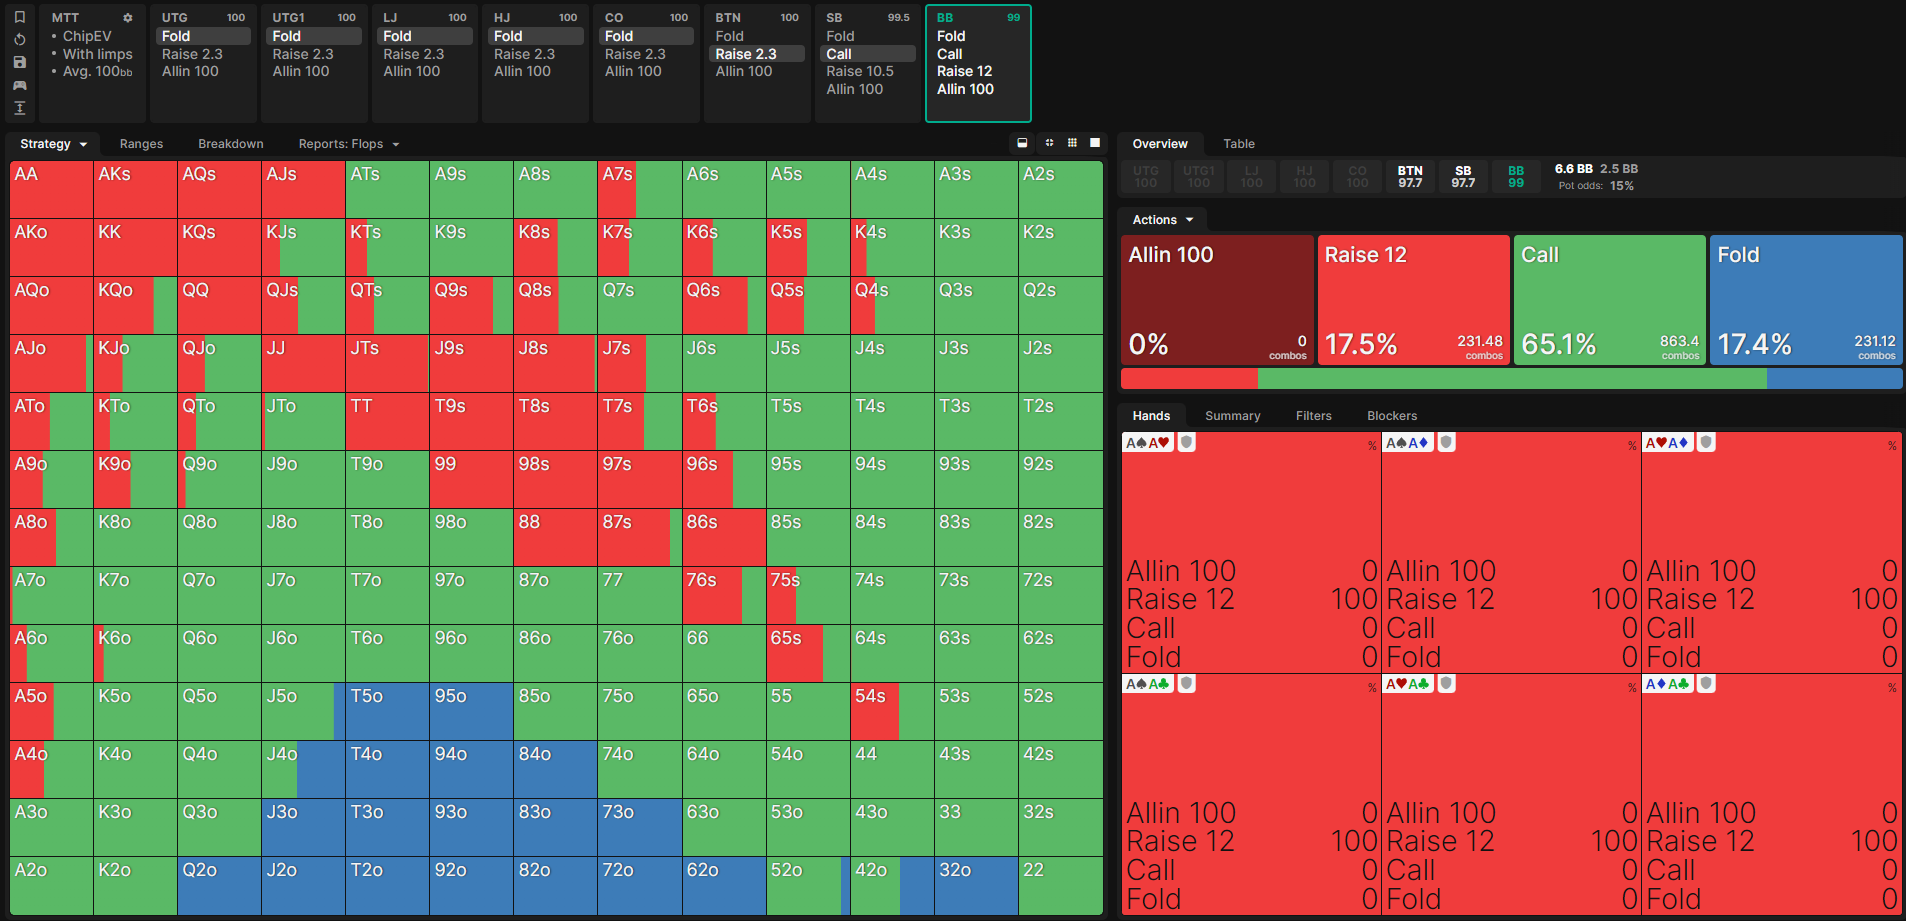 MTT
• ChipEV
• With limps
• Avg. 100bb
UTG 100
Fold
Raise 2.3
Allin 100
UTG1 100
Fold
Raise 2.3
Allin 100
LJ 100
Fold
Raise 2.3
Allin 100
HJ 100
Fold
Raise 2.3
Allin 100
CO 100
Fold
Raise 2.3
Allin 100
BTN 100
Fold
Raise 2.3
Allin 100
SB 99.5
Fold
Call
Raise 10.5
Allin 100
BB 99
Fold
Call
Raise 12
Allin 100
Strategy Ranges Breakdown Reports: Flops
AA AKs AQs AJs ATs A9s A8s A7s A6s A5s A4s A3s A2s
AKo KK KQs KJs KTs K9s K8s K7s K6s K5s K4s K3s K2s
AQo KQo QQ QJs QTs Q9s Q8s Q7s Q6s Q5s Q4s Q3s Q2s
AJo KJo QJo JJ JTs J9s J8s J7s J6s J5s J4s J3s J2s
ATo KTo QTo JTo TT T9s T8s T7s T6s T5s T4s T3s T2s
A9o K9o Q9o J9o T9o 99 98s 97s 96s 95s 94s 93s 92s
A8o K8o Q8o J8o T8o 98o 88 87s 86s 85s 84s 83s 82s
A7o K7o Q7o J7o T7o 97o 87o 77 76s 75s 74s 73s 72s
A6o K6o Q6o J6o T6o 96o 86o 76o 66 65s 64s 63s 62s
A5o K5o Q5o J5o T5o 95o 85o 75o 65o 55 54s 53s 52s
A4o K4o Q4o J4o T4o 94o 84o 74o 64o 54o 44 43s 42s
A3o K3o Q3o J3o T3o 93o 83o 73o 63o 53o 43o 33 32s
A2o K2o Q2o J2o T2o 92o 82o 72o 62o 52o 42o 32o 22
Overview Table
UTG UTG1 LJ HJ CO BTN SB BB 6.6 BB 2.5 BB
100 100 100 100 100 97.7 97.7 99 Pot odds: 15%
Actions
Allin 100 Raise 12 Call Fold
0% 0 combos 17.5% 231.48 combos 65.1% 863.4 combos 17.4% 231.12 combos
Hands Summary Filters Blockers
A♠A♥ % A♠A♦ % A♥A♦ %
Allin 100 0 Allin 100 0 Allin 100 0
Raise 12 100 Raise 12 100 Raise 12 100
Call 0 Call 0 Call 0
Fold 0 Fold 0 Fold 0
A♠A♣ % A♥A♣ % A♦A♣ %
Allin 100 0 Allin 100 0 Allin 100 0
Raise 12 100 Raise 12 100 Raise 12 100
Call 0 Call 0 Call 0
Fold 0 Fold 0 Fold 0